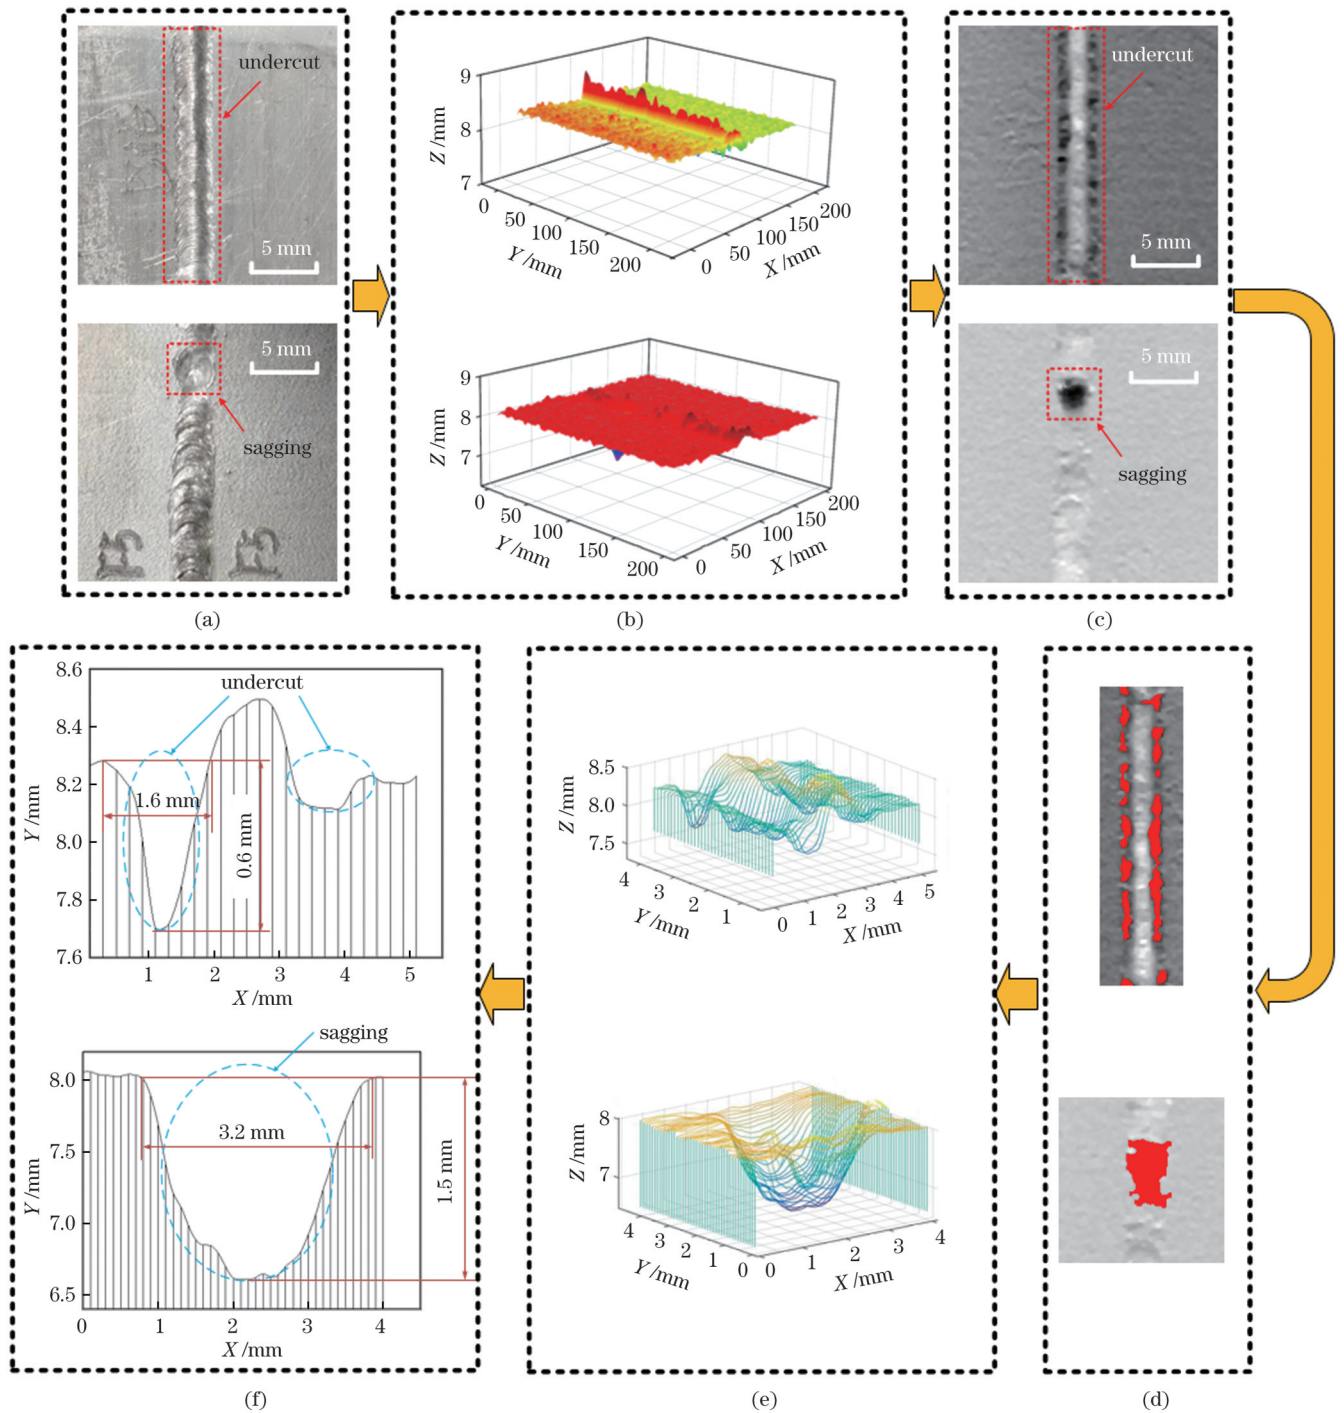 undercut
5 mm
5 mm
sagging
(a)
9
8
7
Z /mm
0
50
100
150
200
Y /mm
0
50
100
150
200
X /mm
9
8
7
Z /mm
0
50
100
150
200
Y /mm
0
50
100
150
200
X /mm
(b)
undercut
5 mm
5 mm
sagging
(c)
8.6
8.4
8.2
8.0
7.8
7.6
Y /mm
undercut
1.6 mm
0.6 mm
1 2 3 4 5
X /mm
sagging
8.0
7.5
7.0
6.5
Y /mm
3.2 mm
1.5 mm
0 1 2 3 4
X /mm
(f)
8.5
8.0
7.5
Z /mm
4
3
2
1
Y /mm
0
1
2
3
4
5
X /mm
8
7
Z /mm
4
3
2
1
0
Y /mm
0
1
2
3
4
X /mm
(e)
(d)